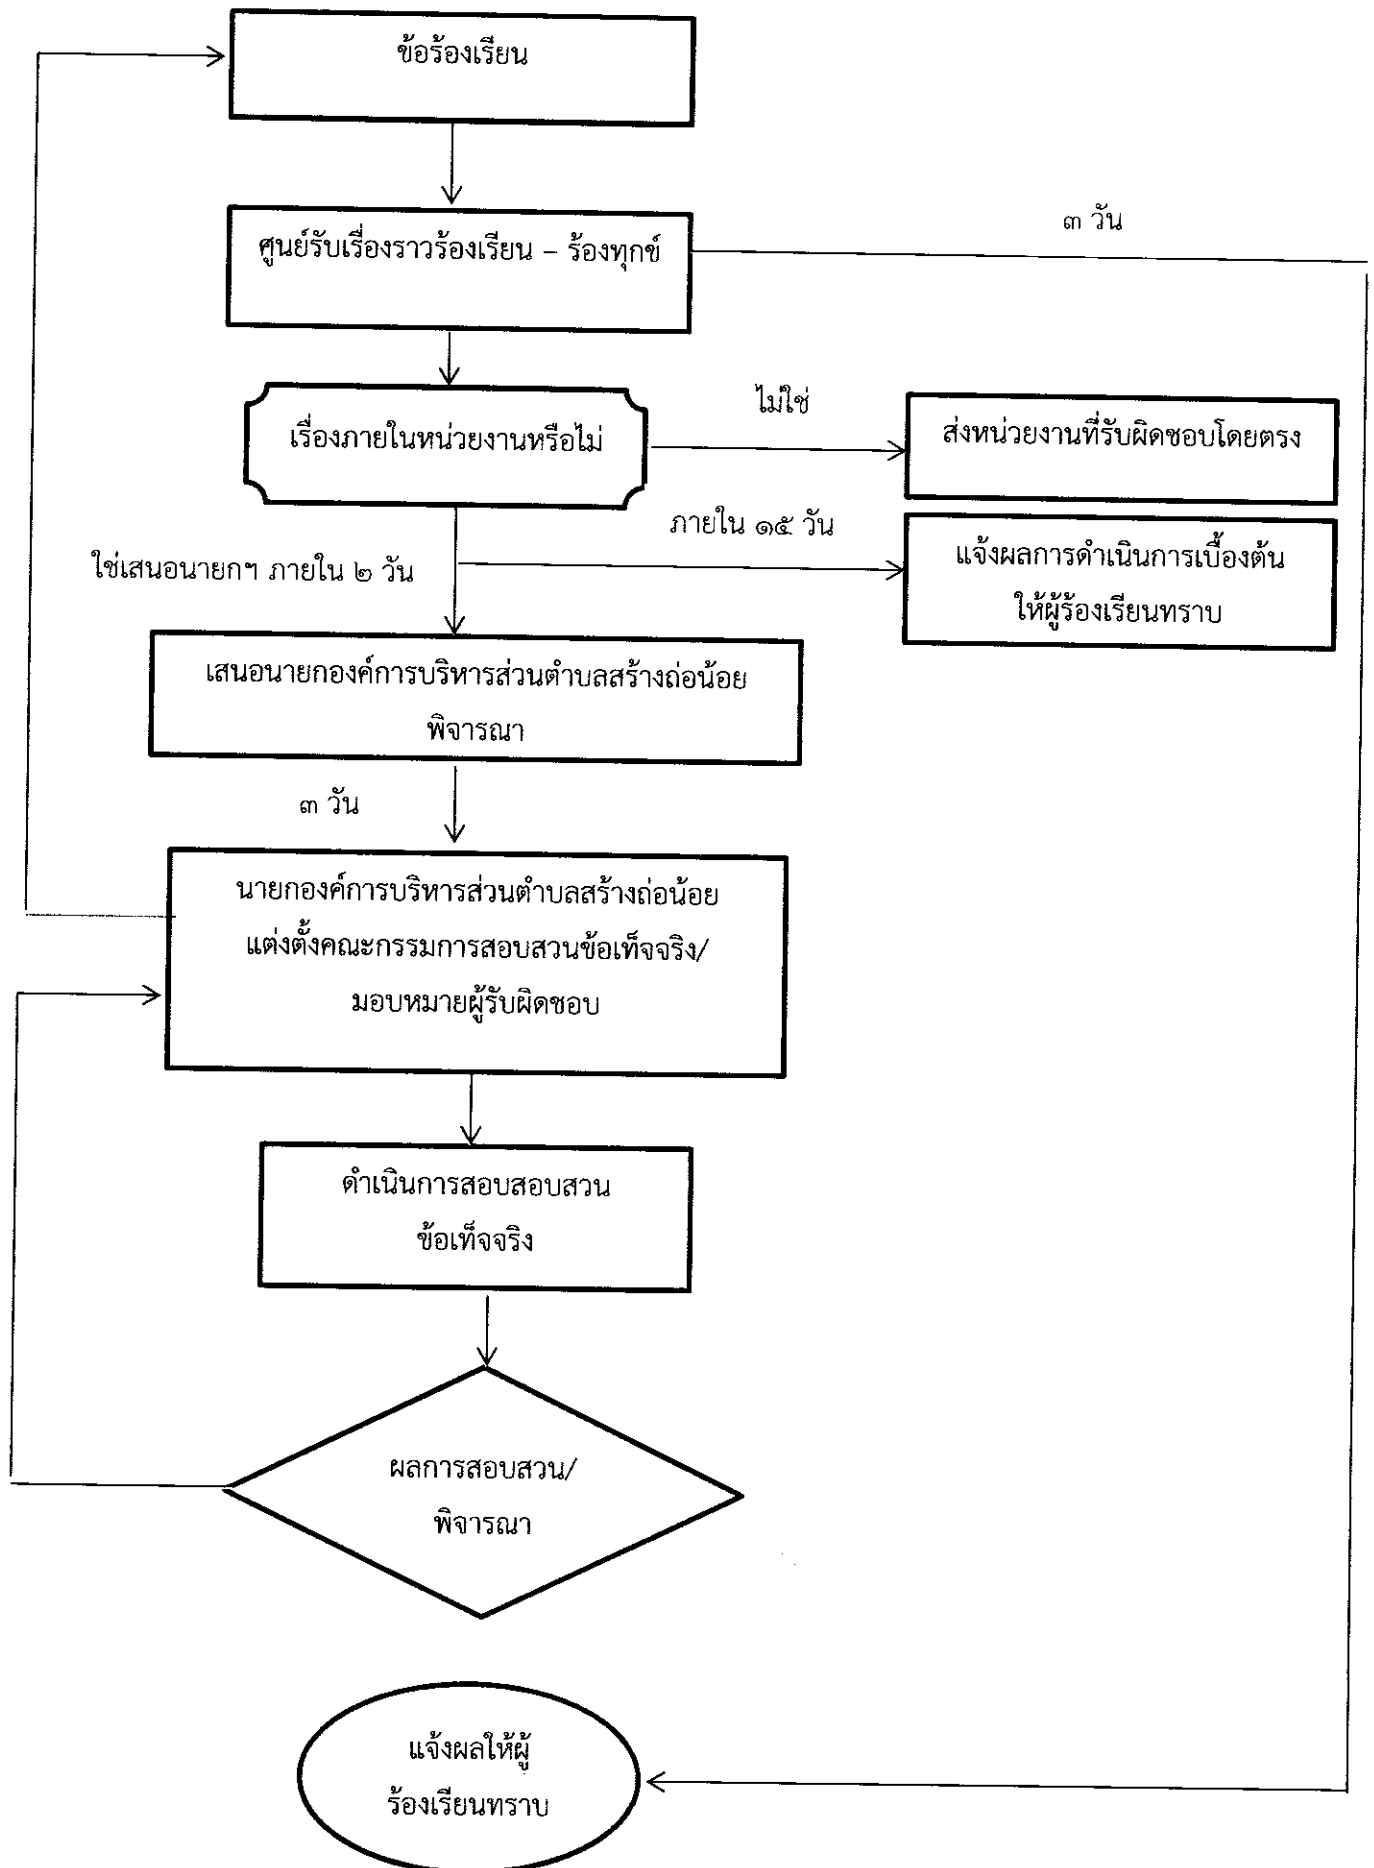 ข้อร้องเรียน
ศูนย์รับเรื่องราวร้องเรียน – ร้องทุกข์
๓ วัน
เรื่องภายในหน่วยงานหรือไม่
ไม่ใช่
ส่งหน่วยงานที่รับผิดชอบโดยตรง
ใช่เสนอนายกฯ ภายใน ๒ วัน
ภายใน ๑๕ วัน
แจ้งผลการดำเนินการเบื้องต้น
ให้ผู้ร้องเรียนทราบ
เสนอนายกองค์การบริหารส่วนตำบลสร้างถ่อน้อย
พิจารณา
๓ วัน
นายกองค์การบริหารส่วนตำบลสร้างถ่อน้อย
แต่งตั้งคณะกรรมการสอบสวนข้อเท็จจริง/
มอบหมายผู้รับผิดชอบ
ดำเนินการสอบสอบสวน
ข้อเท็จจริง
ผลการสอบสวน/
พิจารณา
แจ้งผลให้ผู้
ร้องเรียนทราบ